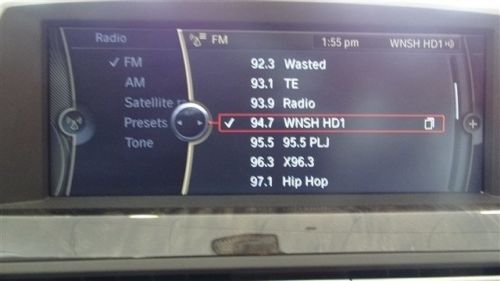 Radio
FM
1:55 pm
WNSH HD1
FM
AM
Satellite
Presets
Tone
92.3 Wasted
93.1 TE
93.9 Radio
94.7 WNSH HD1
95.5 95.5 PLJ
96.3 X96.3
97.1 Hip Hop